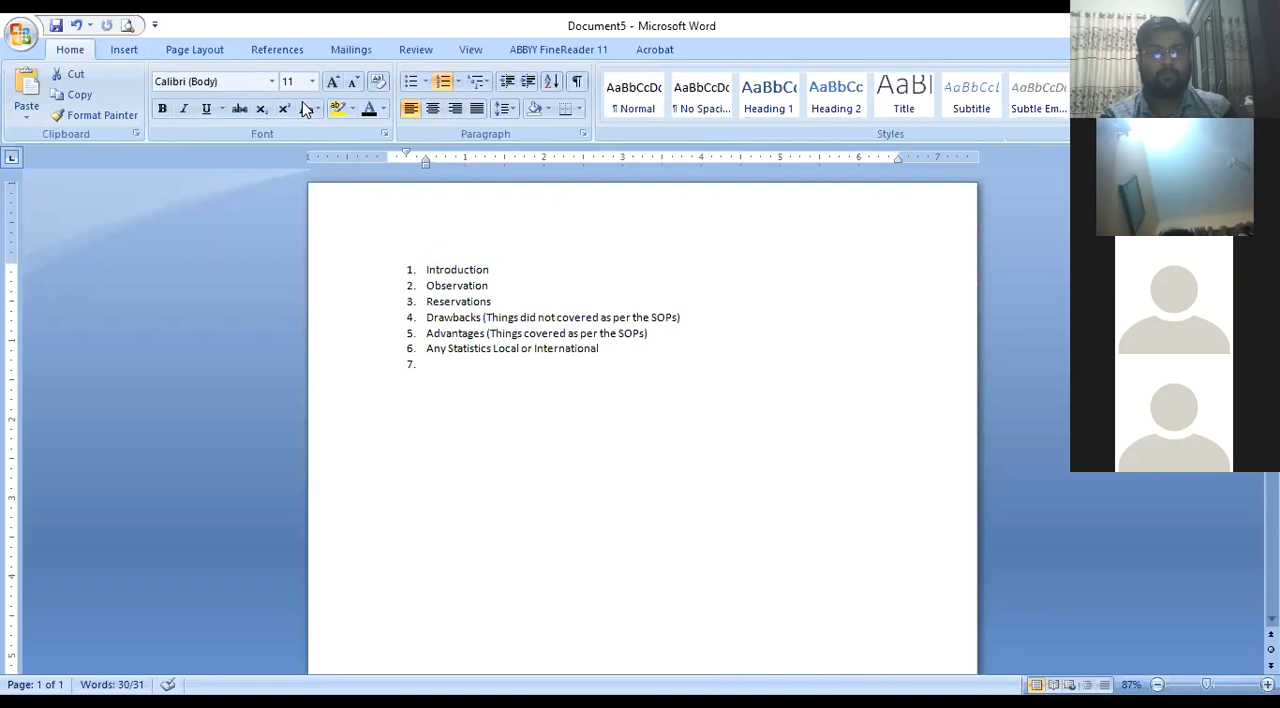 Document5 - Microsoft Word
Home Insert Page Layout References Mailings Review View ABBYY FineReader 11 Acrobat
Paste
Cut
Copy
Format Painter
Calibri (Body) 11
AaBbCcDc AaBbCcDc AaBbC AaBbCc AaBl AaBbCcL AaBbCcDc
¶ Normal ¶ No Spaci... Heading 1 Heading 2 Title Subtitle Subtle Em...
Clipboard Font Paragraph Styles
1. Introduction
2. Observation
3. Reservations
4. Drawbacks (Things did not covered as per the SOPs)
5. Advantages (Things covered as per the SOPs)
6. Any Statistics Local or International
7.
Page: 1 of 1 Words: 30/31 87%